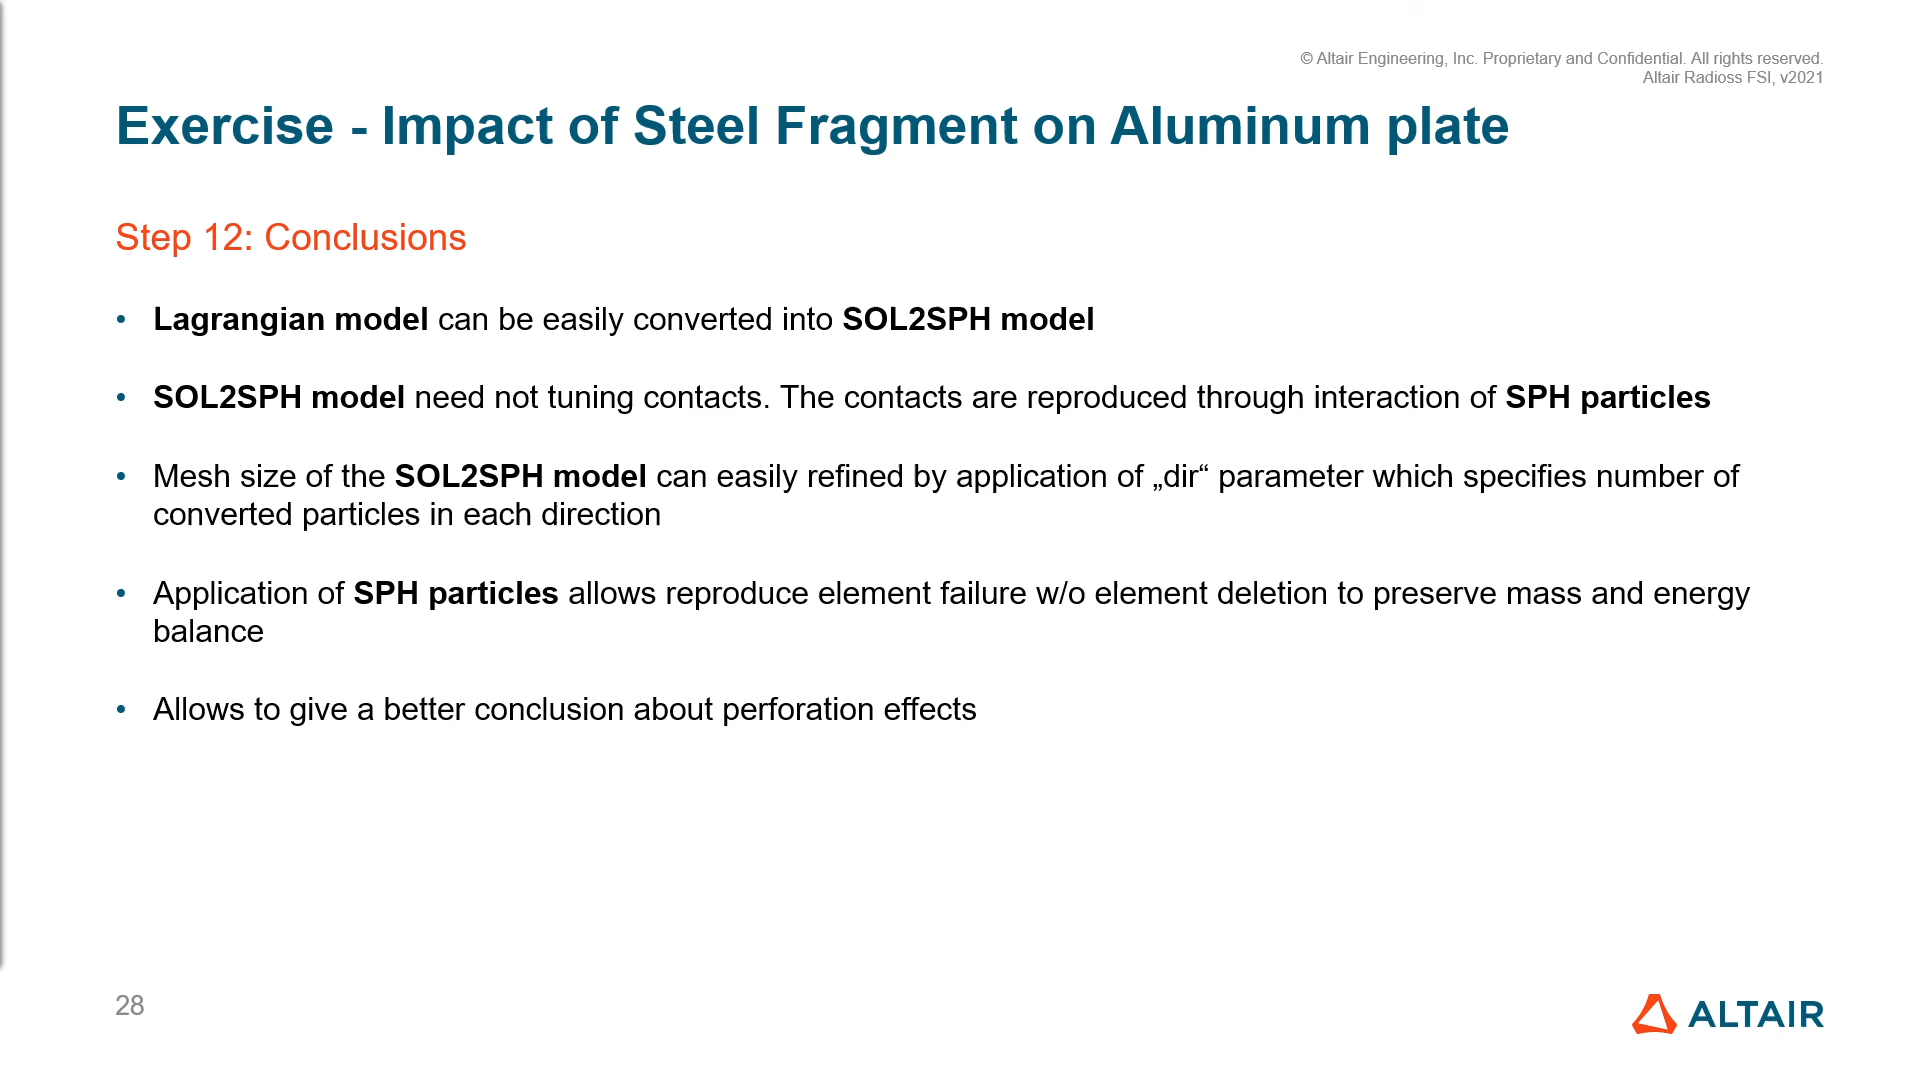 © Altair Engineering, Inc. Proprietary and Confidential. All rights reserved.
Altair Radioss FSI, v2021
Exercise - Impact of Steel Fragment on Aluminum plate
Step 12: Conclusions
• Lagrangian model can be easily converted into SOL2SPH model
• SOL2SPH model need not tuning contacts. The contacts are reproduced through interaction of SPH particles
• Mesh size of the SOL2SPH model can easily refined by application of „dir“ parameter which specifies number of
converted particles in each direction
• Application of SPH particles allows reproduce element failure w/o element deletion to preserve mass and energy
balance
• Allows to give a better conclusion about perforation effects
28
ALTAIR